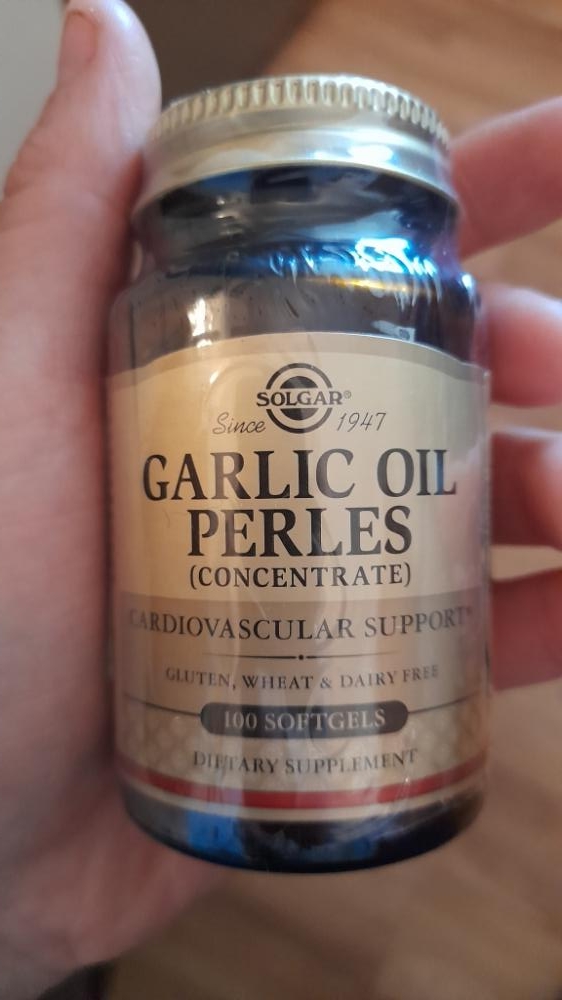 SOLGAR®
Since 1947
GARLIC OIL
PERLES
(CONCENTRATE)
CARDIOVASCULAR SUPPORT*
GLUTEN, WHEAT & DAIRY FREE
100 SOFTGELS
DIETARY SUPPLEMENT